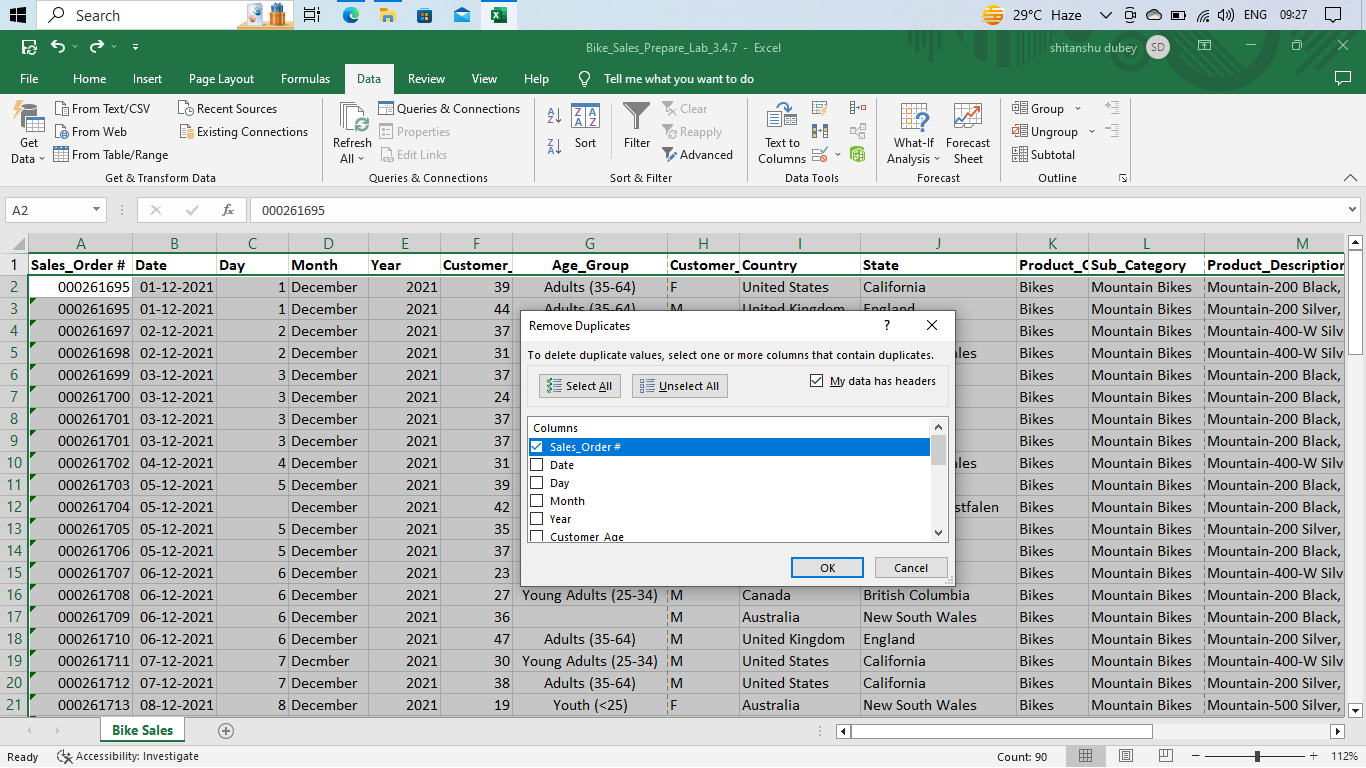 Search
29°C Haze ENG 09:27
Bike_Sales_Prepare_Lab_3.4.7 - Excel shitanshu dubey SD
File Home Insert Page Layout Formulas Data Review View Help Tell me what you want to do
Get Data
From Text/CSV
From Web
From Table/Range
Recent Sources
Existing Connections
Get & Transform Data
Refresh All
Queries & Connections
Properties
Edit Links
Queries & Connections
Sort
Filter
Clear
Reapply
Advanced
Sort & Filter
Text to Columns
Data Tools
What-If Analysis
Forecast Sheet
Forecast
Group
Ungroup
Subtotal
Outline
A2 fx 000261695
A B C D E F G H I J K L M
1 Sales_Order # Date Day Month Year Customer_ Age_Group Customer_ Country State Product_C Sub_Category Product_Description
2 000261695 01-12-2021 1 December 2021 39 Adults (35-64) F United States California Bikes Mountain Bikes Mountain-200 Black,
3 000261695 01-12-2021 1 December 2021 44 Adults (35-64) M United Kingdom England Bikes Mountain Bikes Mountain-200 Silver,
4 000261697 02-12-2021 2 December 2021 37 Bikes Mountain Bikes Mountain-400-W Silv
5 000261698 02-12-2021 2 December 2021 31 ales Bikes Mountain Bikes Mountain-400-W Silv
6 000261699 03-12-2021 3 December 2021 37 Bikes Mountain Bikes Mountain-200 Black,
7 000261700 03-12-2021 3 December 2021 24 Bikes Mountain Bikes Mountain-200 Black,
8 000261701 03-12-2021 3 December 2021 37 Bikes Mountain Bikes Mountain-200 Black,
9 000261701 03-12-2021 3 December 2021 37 Bikes Mountain Bikes Mountain-200 Black,
10 000261702 04-12-2021 4 December 2021 31 ales Bikes Mountain Bikes Mountain-400-W Silv
11 000261703 05-12-2021 5 December 2021 39 Bikes Mountain Bikes Mountain-200 Black,
12 000261704 05-12-2021 December 2021 42 stfalen Bikes Mountain Bikes Mountain-200 Black,
13 000261705 05-12-2021 5 December 2021 35 Bikes Mountain Bikes Mountain-200 Silver,
14 000261706 05-12-2021 5 December 2021 37 Bikes Mountain Bikes Mountain-200 Black,
15 000261707 06-12-2021 6 December 2021 23 Bikes Mountain Bikes Mountain-400-W Silv
16 000261708 06-12-2021 6 December 2021 27 Young Adults (25-34) M Canada British Columbia Bikes Mountain Bikes Mountain-200 Black,
17 000261709 06-12-2021 6 December 2021 36 M Australia New South Wales Bikes Mountain Bikes Mountain-200 Black,
18 000261710 06-12-2021 6 December 2021 47 Adults (35-64) M United Kingdom England Bikes Mountain Bikes Mountain-200 Silver,
19 000261711 07-12-2021 7 Decmber 2021 30 Young Adults (25-34) M United States California Bikes Mountain Bikes Mountain-400-W Silv
20 000261712 07-12-2021 7 December 2021 38 Adults (35-64) M United States California Bikes Mountain Bikes Mountain-200 Silver,
21 000261713 08-12-2021 8 December 2021 19 Youth (<25) F Australia New South Wales Bikes Mountain Bikes Mountain-500 Silver,
Remove Duplicates ?
To delete duplicate values, select one or more columns that contain duplicates.
Select All Unselect All My data has headers
Columns
Sales_Order #
Date
Day
Month
Year
Customer_Age
OK Cancel
Bike Sales
Ready Accessibility: Investigate Count: 90 112%